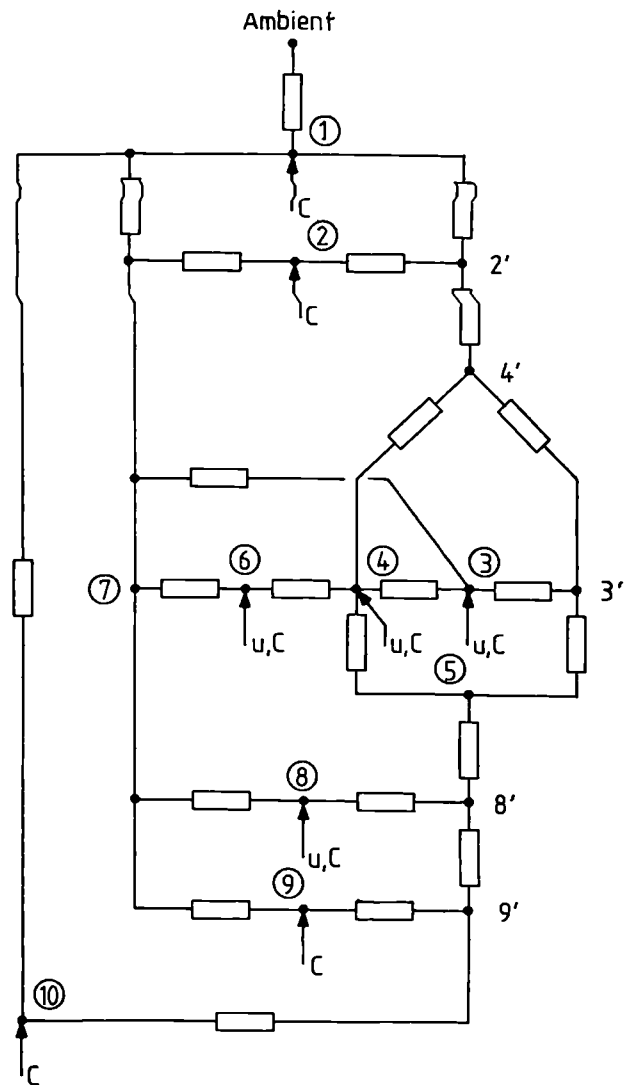 Ambient
①
C
②
2'
C
4'
⑥
④
③
⑦
3'
u,C
u,C
u,C
⑤
⑧
8'
u,C
⑨
9'
C
⑩
C